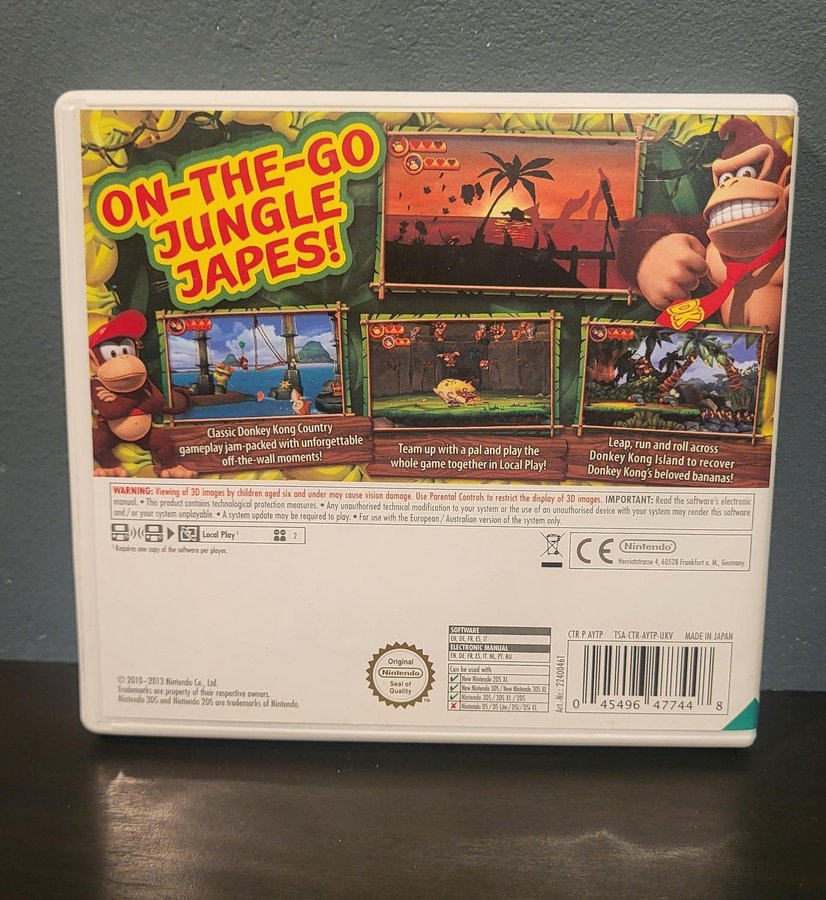 ON-THE-GO
JUNGLE
JAPES!
DK
Classic Donkey Kong Country
gameplay jam-packed with unforgettable
off-the-wall moments!
Team up with a pal and play the
whole game together in Local Play!
Leap, run and roll across
Donkey Kong Island to recover
Donkey Kong's beloved bananas!
WARNING: Viewing of 3D images by children aged six and under may cause vision damage. Use Parental Controls to restrict the display of 3D images. IMPORTANT: Read the software's electronic
manual. • This product contains technological protection measures. • Any unauthorised technical modification to your system or the use of an unauthorised device with your system may render this software
and / or your system unplayable. • A system update may be required to play. • For use with the European / Australian version of the system only.
Local Play¹ 2
¹ Requires one copy of the software per player.
CE
Nintendo
Herriotstrasse 4, 60528 Frankfurt a. M., Germany
© 2010–2013 Nintendo Co., Ltd.
Trademarks are property of their respective owners.
Nintendo 3DS and Nintendo 2DS are trademarks of Nintendo.
Original
Nintendo
Seal of
Quality
TM
SOFTWARE
EN, DE, FR, ES, IT
ELECTRONIC MANUAL
EN, DE, FR, ES, IT, NL, PT, RU
Can be used with
New Nintendo 2DS XL
New Nintendo 3DS / New Nintendo 3DS XL
Nintendo 3DS / 3DS XL / 2DS
Nintendo DS / DS Lite / DSi / DSi XL
Art.-Nr.: 2240046T
CTR P AYTP TSA-CTR-AYTP-UKV MADE IN JAPAN
0 45496 47744 8